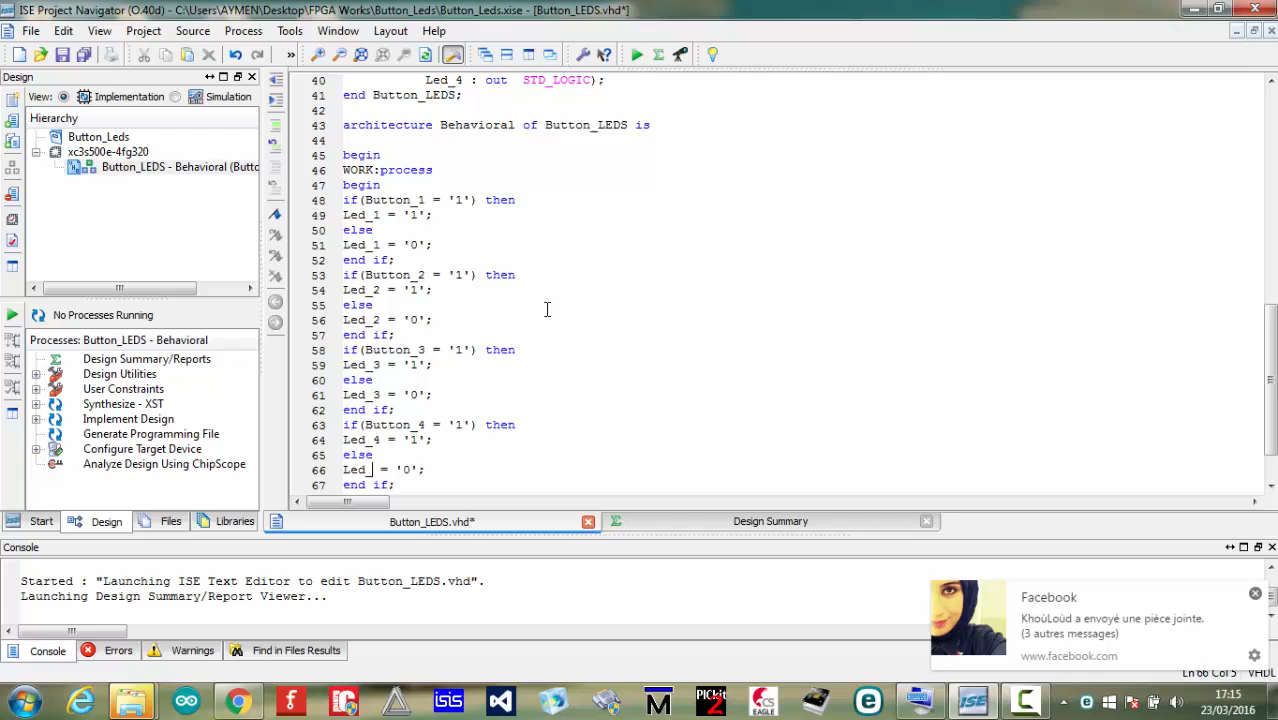 ISE Project Navigator (O.40d) - C:\Users\AYMEN\Desktop\FPGA Works\Button_Leds\Button_Leds.xise - [Button_LEDS.vhd*]
File Edit View Project Source Process Tools Window Layout Help
Design
View: Implementation Simulation
Hierarchy
Button_Leds
xc3s500e-4fg320
Button_LEDS - Behavioral (Buttc
No Processes Running
Processes: Button_LEDS - Behavioral
Design Summary/Reports
Design Utilities
User Constraints
Synthesize - XST
Implement Design
Generate Programming File
Configure Target Device
Analyze Design Using ChipScope
Start Design Files Libraries
40 Led_4 : out STD_LOGIC);
41 end Button_LEDS;
42
43 architecture Behavioral of Button_LEDS is
44
45 begin
46 WORK:process
47 begin
48 if(Button_1 = '1') then
49 Led_1 = '1';
50 else
51 Led_1 = '0';
52 end if;
53 if(Button_2 = '1') then
54 Led_2 = '1';
55 else
56 Led_2 = '0';
57 end if;
58 if(Button_3 = '1') then
59 Led_3 = '1';
60 else
61 Led_3 = '0';
62 end if;
63 if(Button_4 = '1') then
64 Led_4 = '1';
65 else
66 Led_ = '0';
67 end if;
Button_LEDS.vhd* Design Summary
Console
Started : "Launching ISE Text Editor to edit Button_LEDS.vhd".
Launching Design Summary/Report Viewer...
Console Errors Warnings Find in Files Results
Facebook
KhoùLoùd a envoyé une pièce jointe.
(3 autres messages)
www.facebook.com
Ln 66 Col 5 VHDL
isis
M
PICkit 2
CS EAGLE
ISE
17:15
23/03/2016